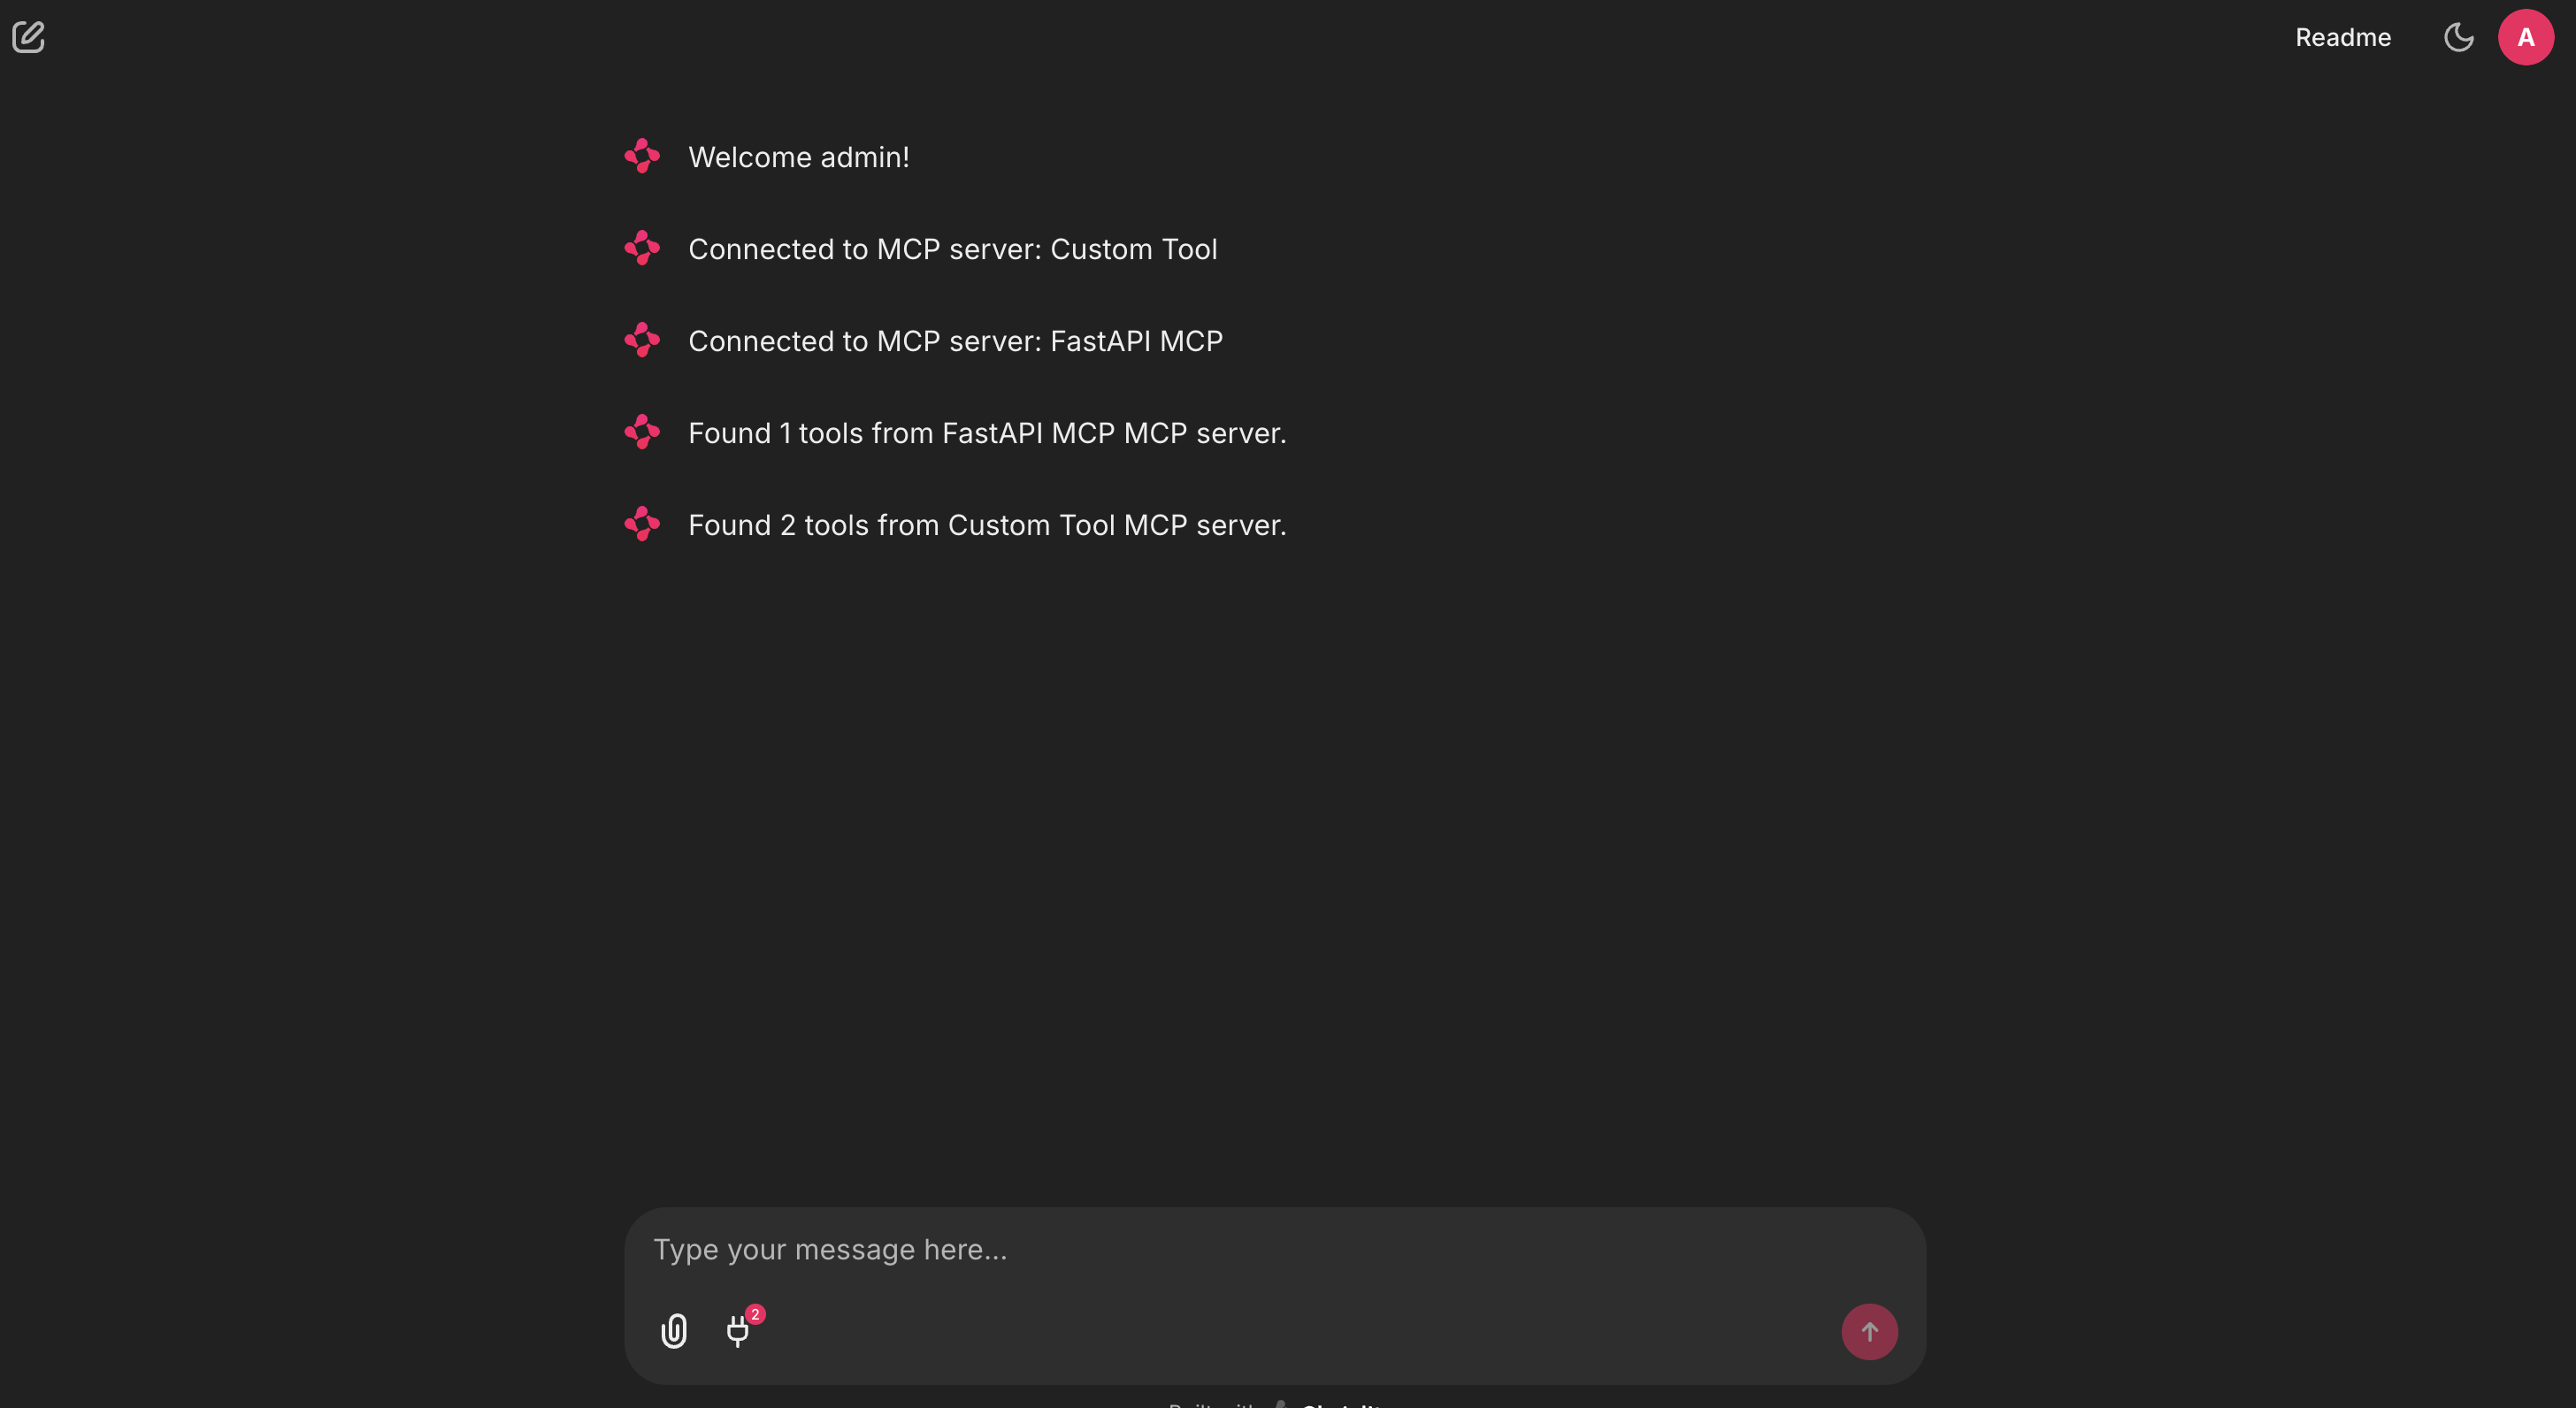 Readme
A
Welcome admin!
Connected to MCP server: Custom Tool
Connected to MCP server: FastAPI MCP
Found 1 tools from FastAPI MCP MCP server.
Found 2 tools from Custom Tool MCP server.
Type your message here...
2